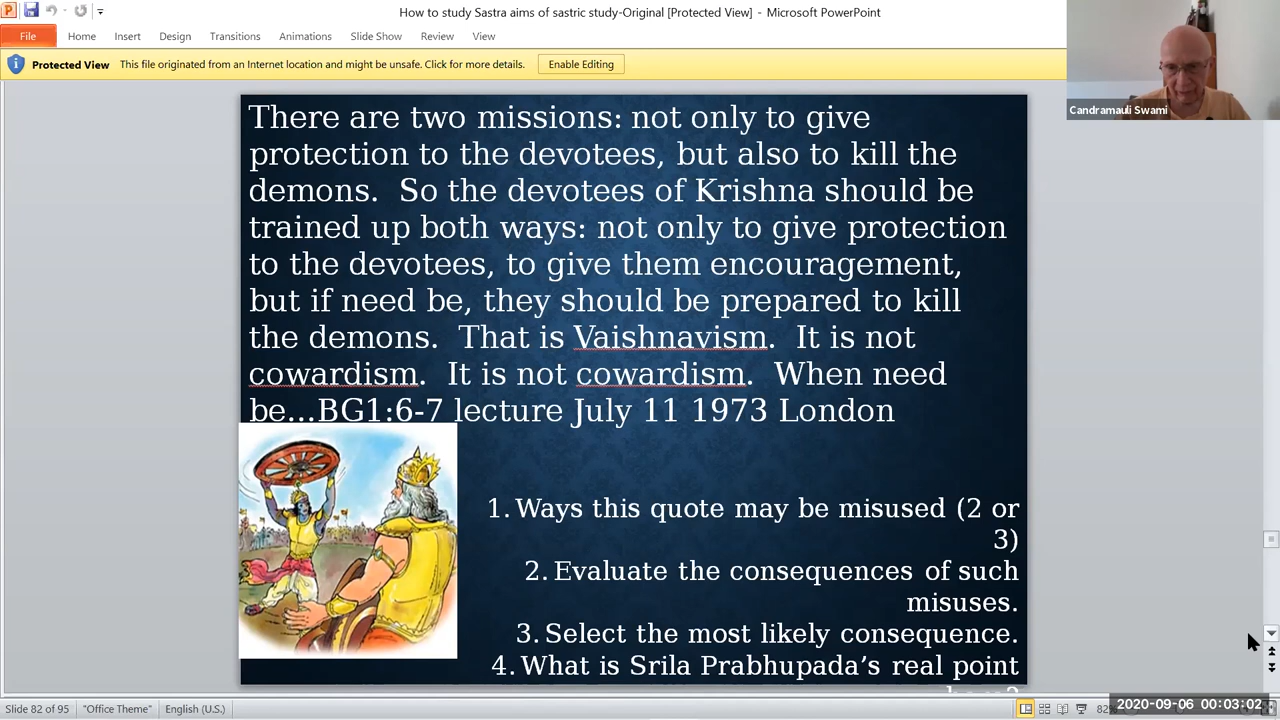 How to study Sastra aims of sastric study-Original [Protected View] - Microsoft PowerPoint
File Home Insert Design Transitions Animations Slide Show Review View
Protected View This file originated from an Internet location and might be unsafe. Click for more details. Enable Editing
Candramauli Swami
There are two missions: not only to give
protection to the devotees, but also to kill the
demons. So the devotees of Krishna should be
trained up both ways: not only to give protection
to the devotees, to give them encouragement,
but if need be, they should be prepared to kill
the demons. That is Vaishnavism. It is not
cowardism. It is not cowardism. When need
be...BG1:6-7 lecture July 11 1973 London
1. Ways this quote may be misused (2 or
3)
2. Evaluate the consequences of such
misuses.
3. Select the most likely consequence.
4. What is Srila Prabhupada's real point
Slide 82 of 95 "Office Theme" English (U.S.)
2020-09-06 00:03:02